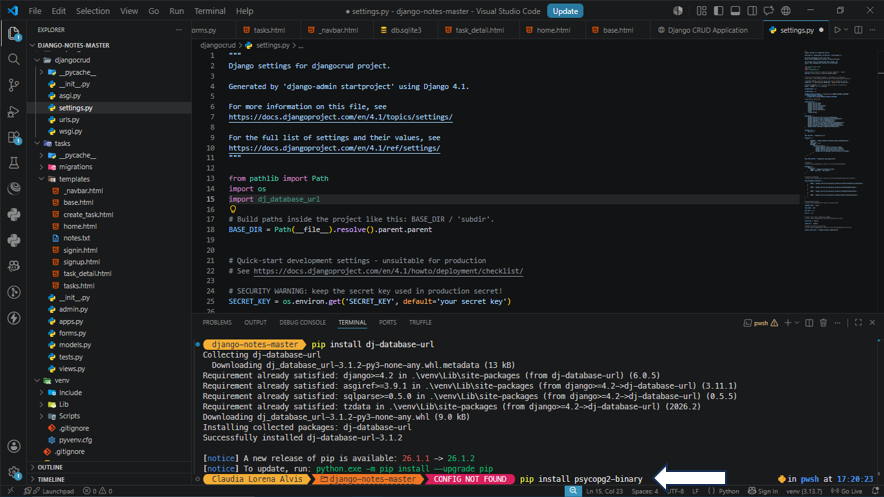 File Edit Selection View Go Run Terminal Help
● settings.py - django-notes-master - Visual Studio Code
Update
EXPLORER
DJANGO-NOTES-MASTER
djangocrud
__pycache__
__init__.py
asgi.py
settings.py
urls.py
wsgi.py
tasks
__pycache__
migrations
templates
_navbar.html
base.html
create_task.html
home.html
notes.txt
signin.html
signup.html
task_detail.html
tasks.html
__init__.py
admin.py
apps.py
forms.py
models.py
tests.py
views.py
venv
Include
Lib
Scripts
.gitignore
pyvenv.cfg
.gitignore
OUTLINE
TIMELINE
orms.py tasks.html _navbar.html db.sqlite3 task_detail.html home.html base.html Django CRUD Application settings.py ●
djangocrud > settings.py > ...
1 """
2 Django settings for djangocrud project.
3
4 Generated by 'django-admin startproject' using Django 4.1.
5
6 For more information on this file, see
7 https://docs.djangoproject.com/en/4.1/topics/settings/
8
9 For the full list of settings and their values, see
10 https://docs.djangoproject.com/en/4.1/ref/settings/
11 """
12
13 from pathlib import Path
14 import os
15 import dj_database_url
16
17 # Build paths inside the project like this: BASE_DIR / 'subdir'.
18 BASE_DIR = Path(__file__).resolve().parent.parent
19
20
21 # Quick-start development settings - unsuitable for production
22 # See https://docs.djangoproject.com/en/4.1/howto/deployment/checklist/
23
24 # SECURITY WARNING: keep the secret key used in production secret!
25 SECRET_KEY = os.environ.get('SECRET_KEY', default='your secret key')
26
PROBLEMS OUTPUT DEBUG CONSOLE TERMINAL PORTS TRUFFLE
pwsh
django-notes-master pip install dj-database-url
Collecting dj-database-url
Downloading dj_database_url-3.1.2-py3-none-any.whl.metadata (13 kB)
Requirement already satisfied: django>=4.2 in .\venv\Lib\site-packages (from dj-database-url) (6.0.5)
Requirement already satisfied: asgiref>=3.9.1 in .\venv\Lib\site-packages (from django>=4.2->dj-database-url) (3.11.1)
Requirement already satisfied: sqlparse>=0.5.0 in .\venv\Lib\site-packages (from django>=4.2->dj-database-url) (0.5.5)
Requirement already satisfied: tzdata in .\venv\Lib\site-packages (from django>=4.2->dj-database-url) (2026.2)
Downloading dj_database_url-3.1.2-py3-none-any.whl (9.0 kB)
Installing collected packages: dj-database-url
Successfully installed dj-database-url-3.1.2
[notice] A new release of pip is available: 26.1.1 -> 26.1.2
[notice] To update, run: python.exe -m pip install --upgrade pip
Claudia Lorena Alvis django-notes-master CONFIG NOT FOUND pip install psycopg2-binary in pwsh at 17:20:23
Launchpad 0 0 Ln 15, Col 23 Spaces: 4 UTF-8 LF { } Python Sign In venv (3.13.7) Go Live